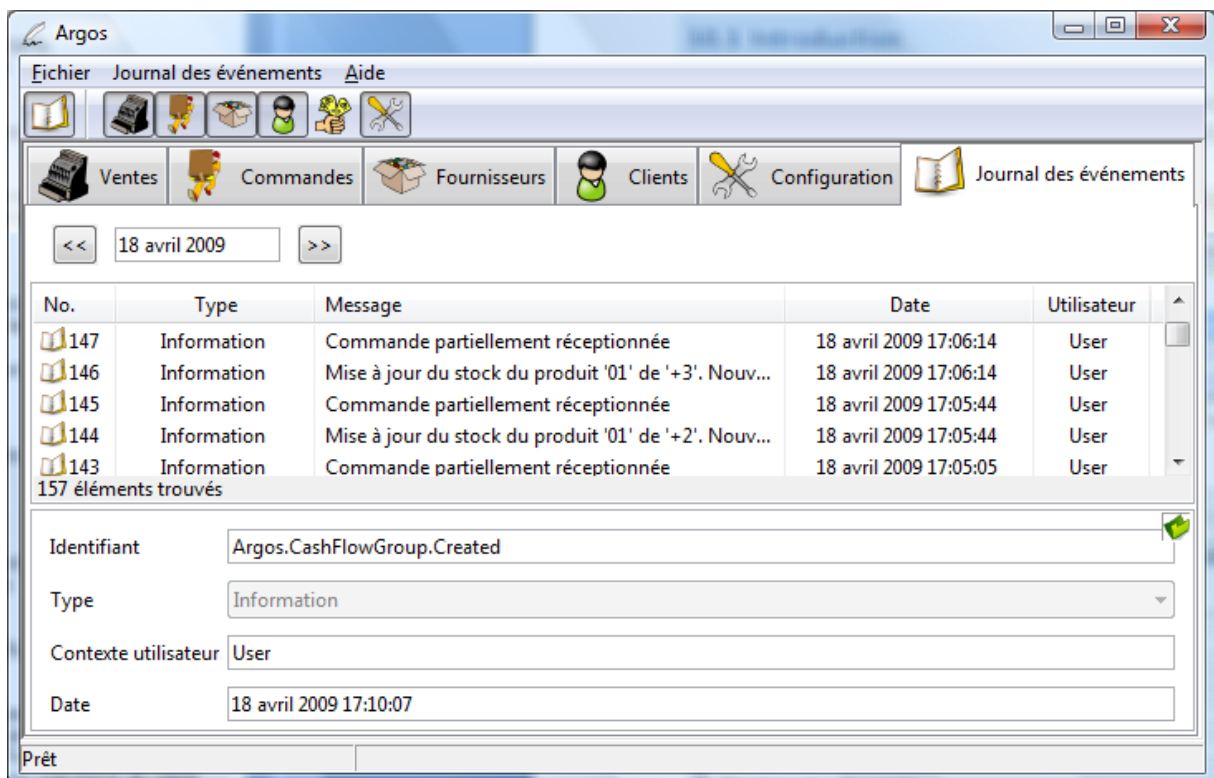 Argos
Fichier Journal des événements Aide
Ventes Commandes Fournisseurs Clients Configuration Journal des événements
<< 18 avril 2009 >>
No. Type Message Date Utilisateur
147 Information Commande partiellement réceptionnée 18 avril 2009 17:06:14 User
146 Information Mise à jour du stock du produit '01' de '+3'. Nouv... 18 avril 2009 17:06:14 User
145 Information Commande partiellement réceptionnée 18 avril 2009 17:05:44 User
144 Information Mise à jour du stock du produit '01' de '+2'. Nouv... 18 avril 2009 17:05:44 User
143 Information Commande partiellement réceptionnée 18 avril 2009 17:05:05 User
157 éléments trouvés
Identifiant Argos.CashFlowGroup.Created
Type Information
Contexte utilisateur User
Date 18 avril 2009 17:10:07
Prêt